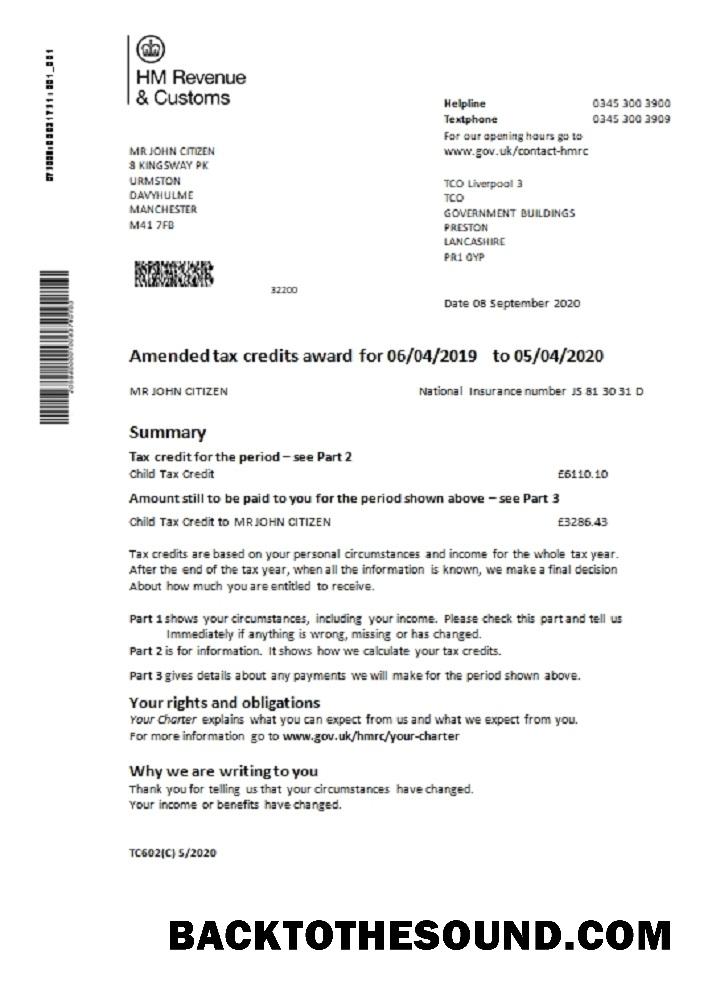 HM Revenue
& Customs
Helpline 0345 300 3900
Textphone 0345 300 3909
For our opening hours go to
www.gov.uk/contact-hmrc
MR JOHN CITIZEN
8 KINGSWAY PK
URMSTON
DAVYHULME
MANCHESTER
M41 7FB
TCO Liverpool 3
TCO
GOVERNMENT BUILDINGS
PRESTON
LANCASHIRE
PR1 0YP
32200
Date 08 September 2020
Amended tax credits award for 06/04/2019 to 05/04/2020
MR JOHN CITIZEN National Insurance number JS 81 30 31 D
Summary
Tax credit for the period – see Part 2
Child Tax Credit £6110.10
Amount still to be paid to you for the period shown above – see Part 3
Child Tax Credit to MR JOHN CITIZEN £3286.43
Tax credits are based on your personal circumstances and income for the whole tax year.
After the end of the tax year, when all the information is known, we make a final decision
About how much you are entitled to receive.
Part 1 shows your circumstances, including your income. Please check this part and tell us
Immediately if anything is wrong, missing or has changed.
Part 2 is for information. It shows how we calculate your tax credits.
Part 3 gives details about any payments we will make for the period shown above.
Your rights and obligations
Your Charter explains what you can expect from us and what we expect from you.
For more information go to www.gov.uk/hmrc/your-charter
Why we are writing to you
Thank you for telling us that your circumstances have changed.
Your income or benefits have changed.
TC602(C) 5/2020
BACKTOTHESOUND.COM